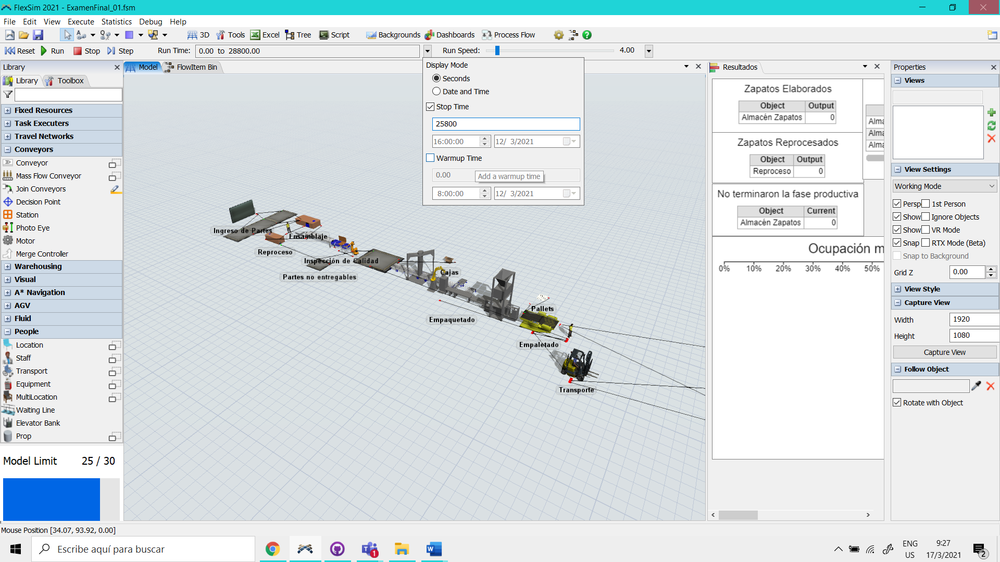 FlexSim 2021 - ExamenFinal_01.fsm
File Edit View Execute Statistics Debug Help
3D Tools Excel Tree Script Backgrounds Dashboards Process Flow
Reset Run Stop Step Run Time: 0.00 to 28800.00 Run Speed: 4.00
Library
Library Toolbox
Fixed Resources
Task Executers
Travel Networks
Conveyors
Conveyor
Mass Flow Conveyor
Join Conveyors
Decision Point
Station
Photo Eye
Motor
Merge Controller
Warehousing
Visual
A* Navigation
AGV
Fluid
People
Location
Staff
Transport
Equipment
MultiLocation
Waiting Line
Elevator Bank
Prop
Model Limit 25 / 30
Model FlowItem Bin
Display Mode
Seconds
Date and Time
Stop Time
25800
16:00:00 12/ 3/2021
Warmup Time
0.00
Add a warmup time
8:00:00 12/ 3/2021
Ingreso de Partes
Ensamblaje
Reproceso
Inspección de Calidad
Partes no entregables
Cajas
Pallets
Empaquetado
Empaletado
Transporte
Resultados
Zapatos Elaborados
Object Output
Almacén Zapatos 0
Alma
Alma
Alma
Zapatos Reprocesados
Object Output
Reproceso 0
No terminaron la fase productiva
Object Current
Almacén Zapatos 0
Ocupación m
0% 10% 20% 30% 40% 50%
Properties
Views
View Settings
Working Mode
Persp 1st Person
Show Ignore Objects
Show VR Mode
Snap RTX Mode (Beta)
Snap to Background
Grid Z 0.00
View Style
Capture View
Width 1920
Height 1080
Capture View
Follow Object
Rotate with Object
Mouse Position [34.07, 93.92, 0.00]
Escribe aquí para buscar
1
ENG
US
9:27
17/3/2021
2